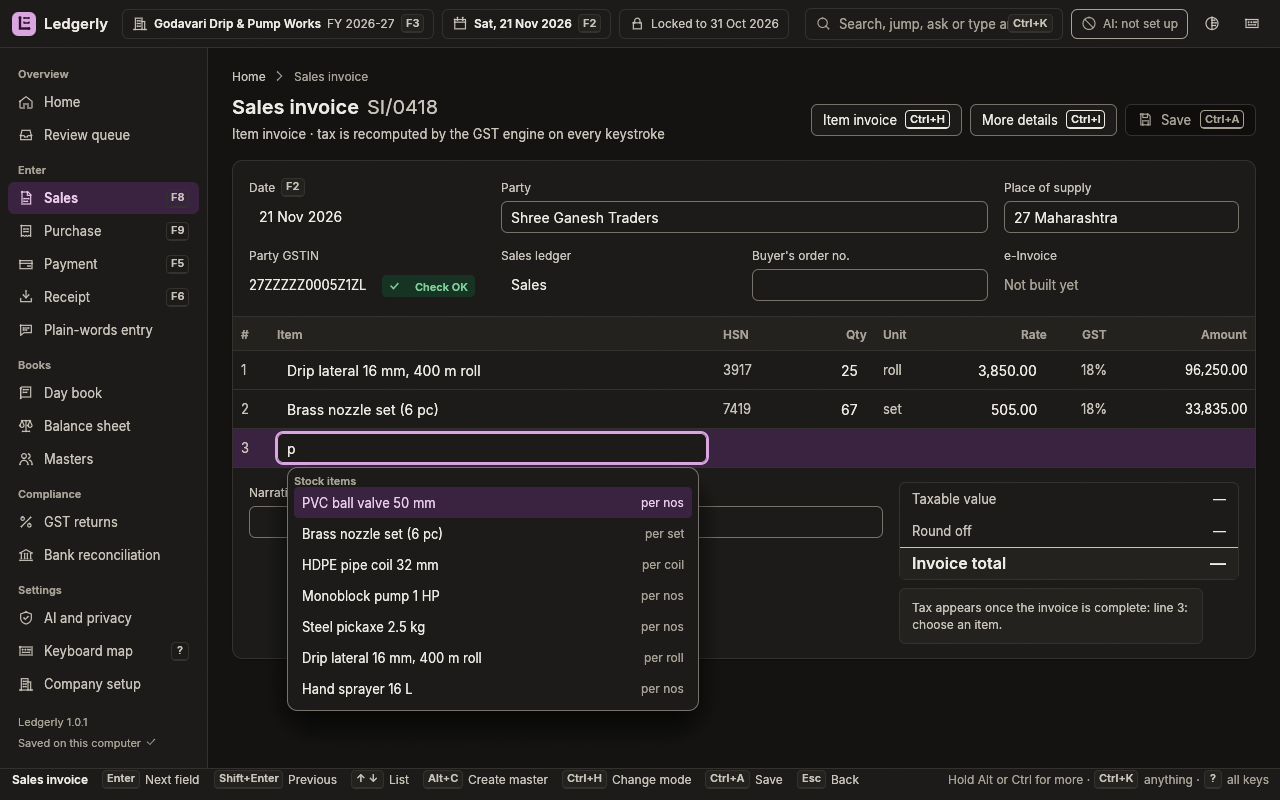 Ledgerly
Godavari Drip & Pump Works FY 2026-27 F3
Sat, 21 Nov 2026 F2
Locked to 31 Oct 2026
Search, jump, ask or type a Ctrl+K
AI: not set up
Overview
Home
Review queue
Enter
Sales F8
Purchase F9
Payment F5
Receipt F6
Plain-words entry
Books
Day book
Balance sheet
Masters
Compliance
GST returns
Bank reconciliation
Settings
AI and privacy
Keyboard map ?
Company setup
Ledgerly 1.0.1
Saved on this computer
Home > Sales invoice
Sales invoice SI/0418
Item invoice · tax is recomputed by the GST engine on every keystroke
Item invoice Ctrl+H
More details Ctrl+I
Save Ctrl+A
Date F2
21 Nov 2026
Party
Shree Ganesh Traders
Place of supply
27 Maharashtra
Party GSTIN
27ZZZZZ0005Z1ZL Check OK
Sales ledger
Sales
Buyer's order no.
e-Invoice
Not built yet
# Item HSN Qty Unit Rate GST Amount
1 Drip lateral 16 mm, 400 m roll 3917 25 roll 3,850.00 18% 96,250.00
2 Brass nozzle set (6 pc) 7419 67 set 505.00 18% 33,835.00
3 p
Stock items
PVC ball valve 50 mm per nos
Brass nozzle set (6 pc) per set
HDPE pipe coil 32 mm per coil
Monoblock pump 1 HP per nos
Steel pickaxe 2.5 kg per nos
Drip lateral 16 mm, 400 m roll per roll
Hand sprayer 16 L per nos
Narrati
Taxable value —
Round off —
Invoice total —
Tax appears once the invoice is complete: line 3:
choose an item.
Sales invoice Enter Next field Shift+Enter Previous ↑ ↓ List Alt+C Create master Ctrl+H Change mode Ctrl+A Save Esc Back Hold Alt or Ctrl for more · Ctrl+K anything · ? all keys